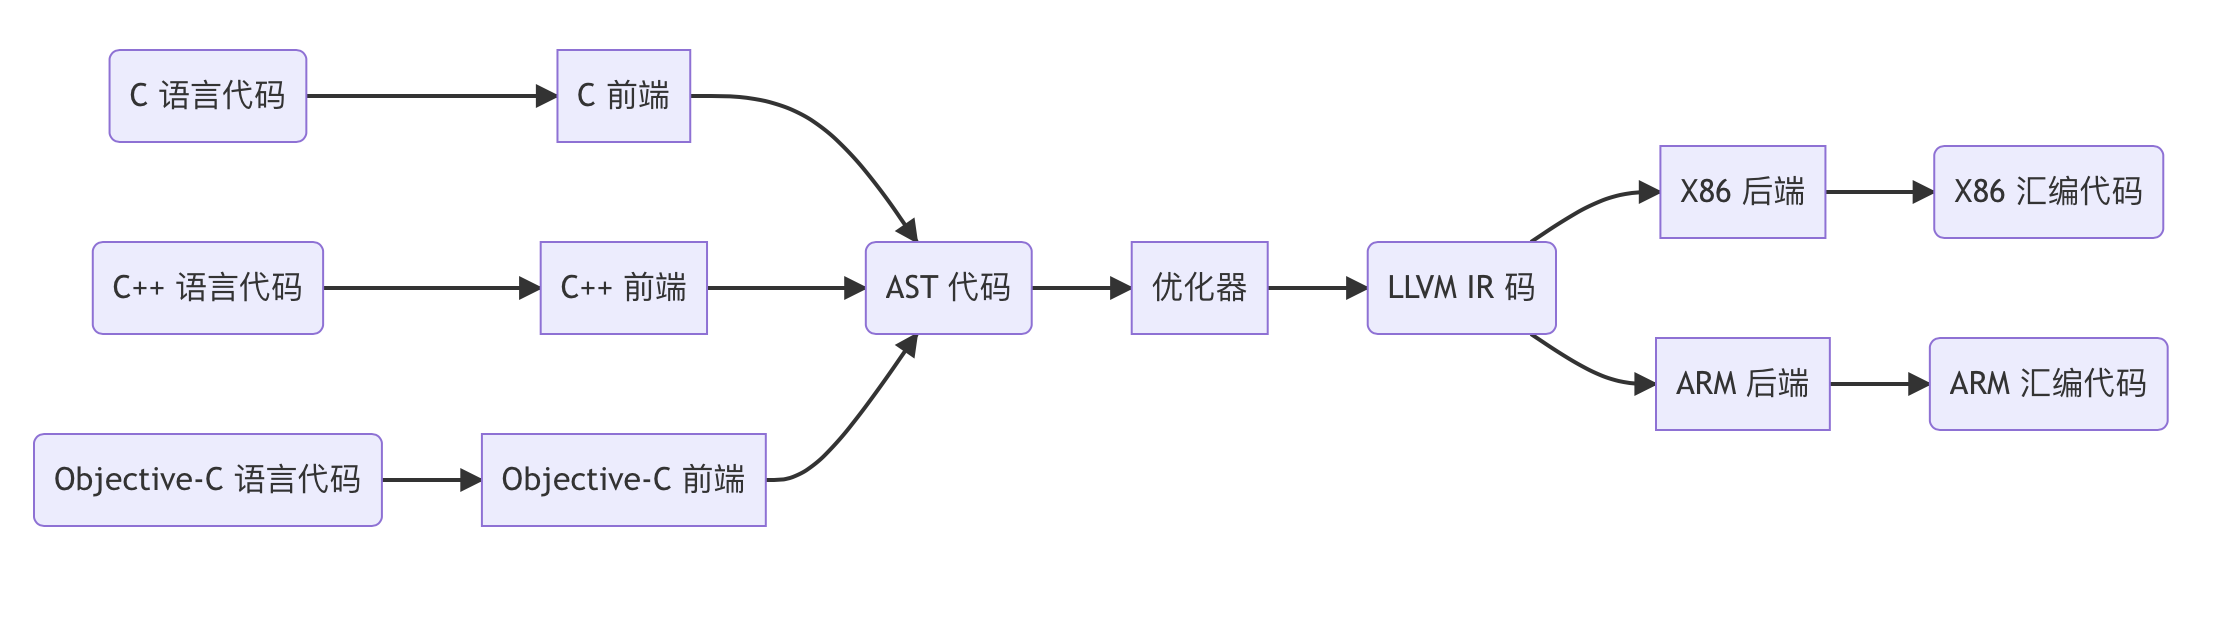 C 语言代码
C 前端
C++ 语言代码
C++ 前端
Objective-C 语言代码
Objective-C 前端
AST 代码
优化器
LLVM IR 码
X86 后端
X86 汇编代码
ARM 后端
ARM 汇编代码